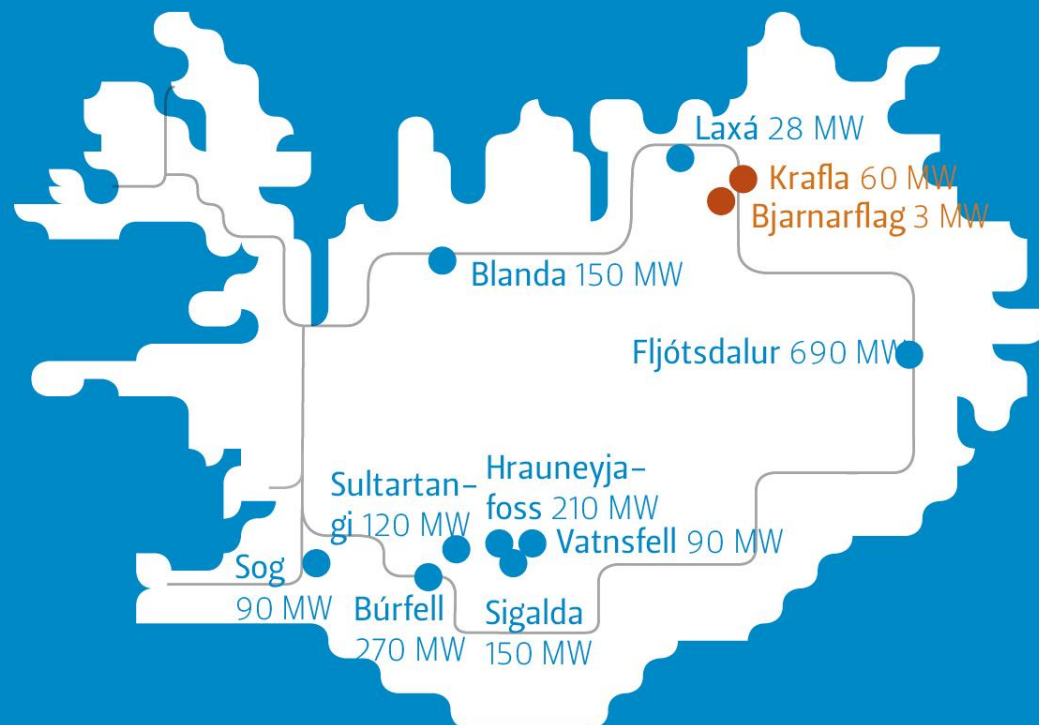 Laxá 28 MW
Krafla 60 MW
Bjarnarflag 3 MW
Blanda 150 MW
Fljótsdalur 690 MW
Sultartan-
gi 120 MW
Hrauneyja-
foss 210 MW
Vatnsfell 90 MW
Sog
90 MW
Búrfell
270 MW
Sigalda
150 MW